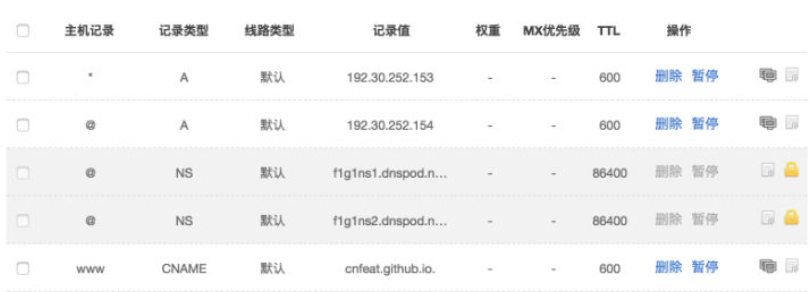 主机记录 记录类型 线路类型 记录值 权重 MX优先级 TTL 操作
* A 默认 192.30.252.153 - - 600 删除 暂停
@ A 默认 192.30.252.154 - - 600 删除 暂停
@ NS 默认 f1g1ns1.dnspod.n... - - 86400 删除 暂停
@ NS 默认 f1g1ns2.dnspod.n... - - 86400 删除 暂停
www CNAME 默认 cnfeat.github.io. - - 600 删除 暂停